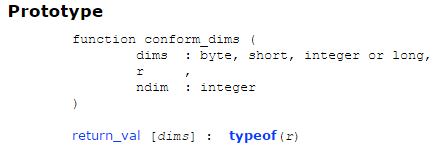 Prototype
function conform_dims (
dims : byte, short, integer or long,
r ,
ndim : integer
)
return_val [dims] : typeof(r)